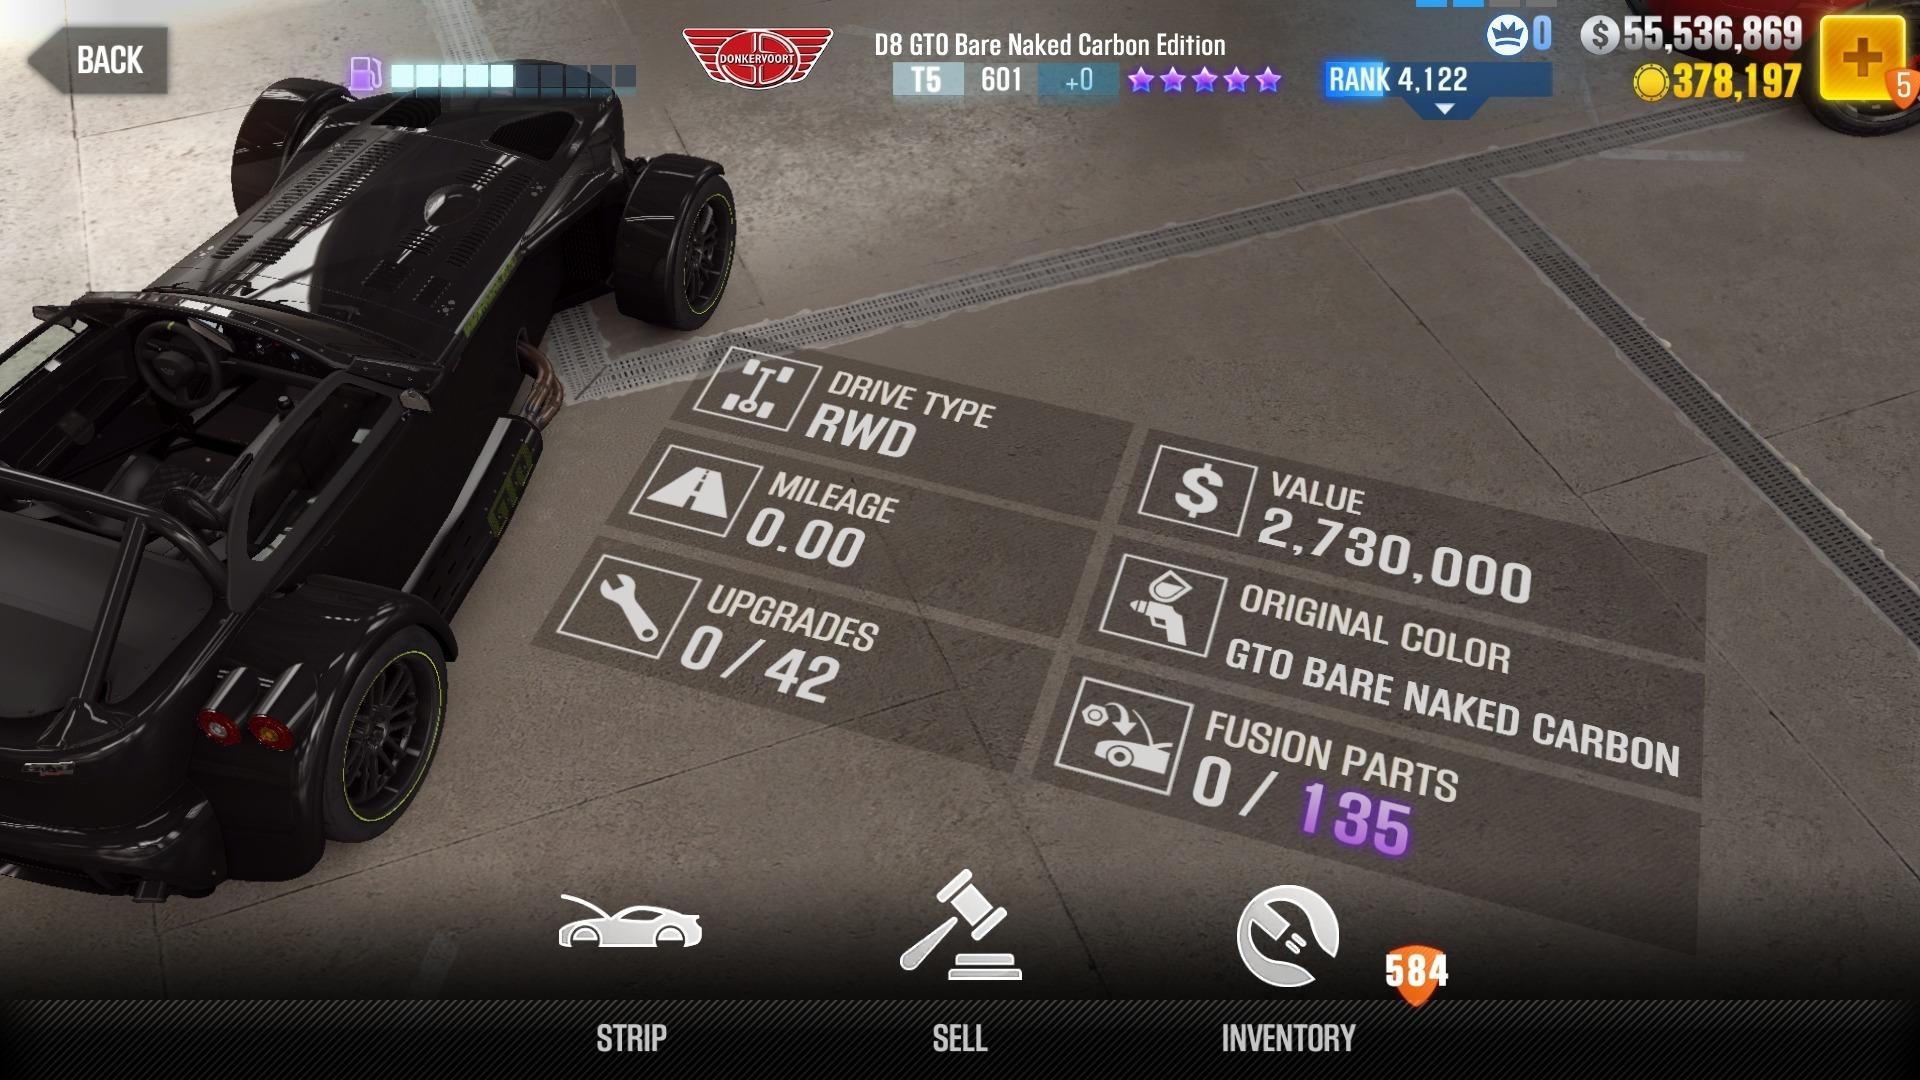 BACK
DONKERVOORT
D8 GTO Bare Naked Carbon Edition
T5 601 +0
RANK 4,122
0
$ 55,536,869
378,197
5
DRIVE TYPE
RWD
MILEAGE
0.00
UPGRADES
0 / 42
$
VALUE
2,730,000
ORIGINAL COLOR
GTO BARE NAKED CARBON
FUSION PARTS
0 / 135
GTO
584
STRIP
SELL
INVENTORY